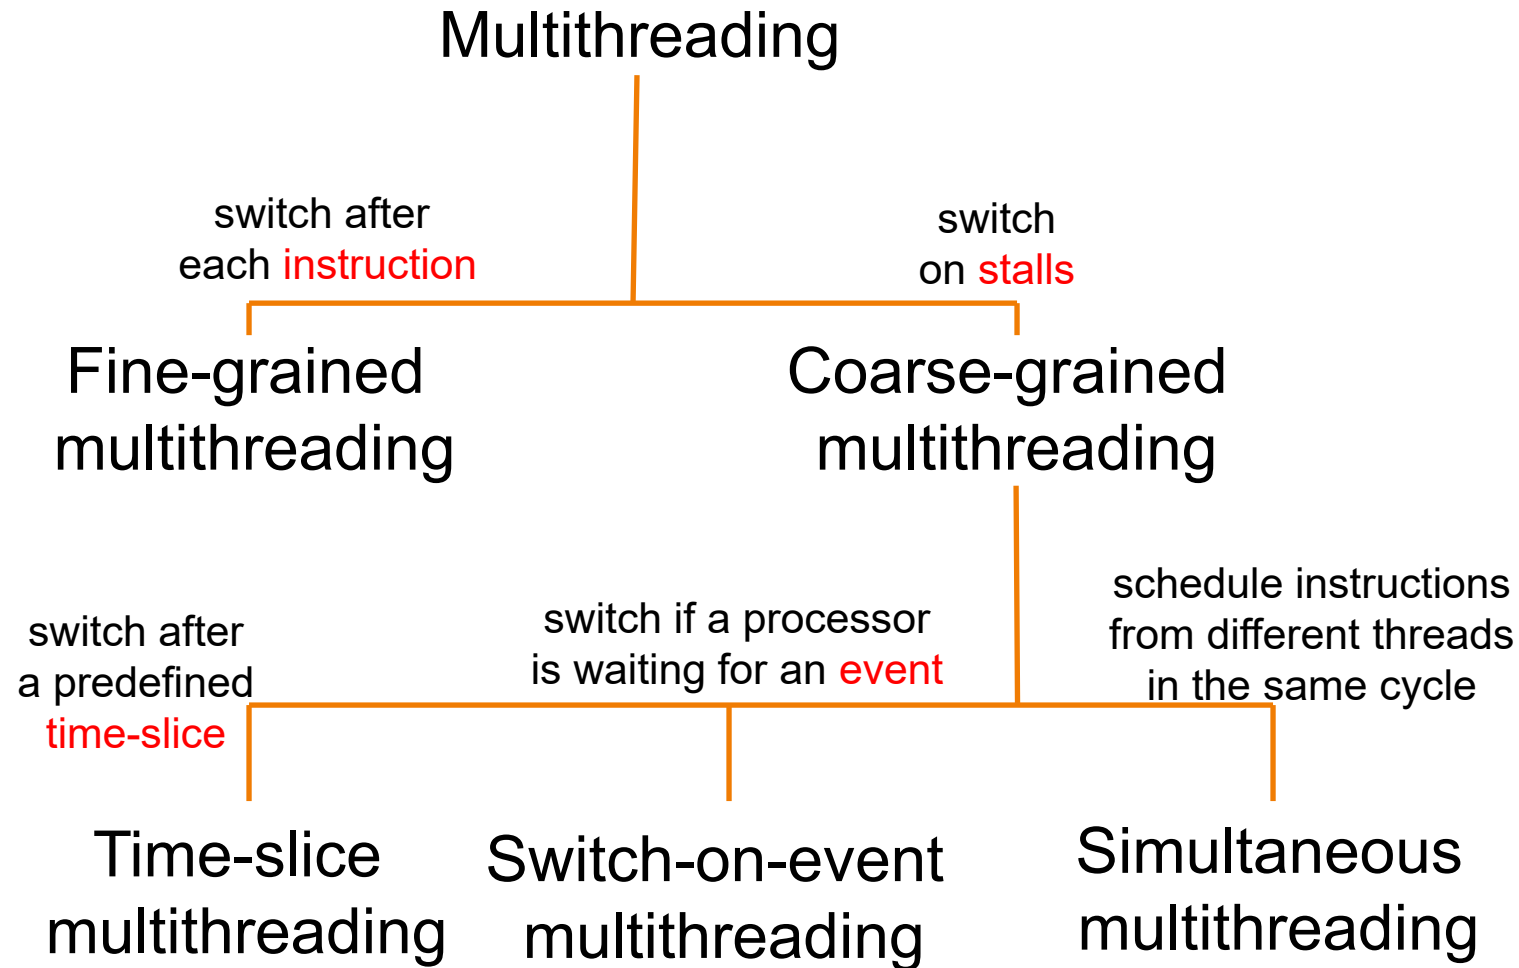 Multithreading
switch after
each instruction
switch
on stalls
Fine-grained
multithreading
Coarse-grained
multithreading
switch after
a predefined
time-slice
switch if a processor
is waiting for an event
schedule instructions
from different threads
in the same cycle
Time-slice
multithreading
Switch-on-event
multithreading
Simultaneous
multithreading